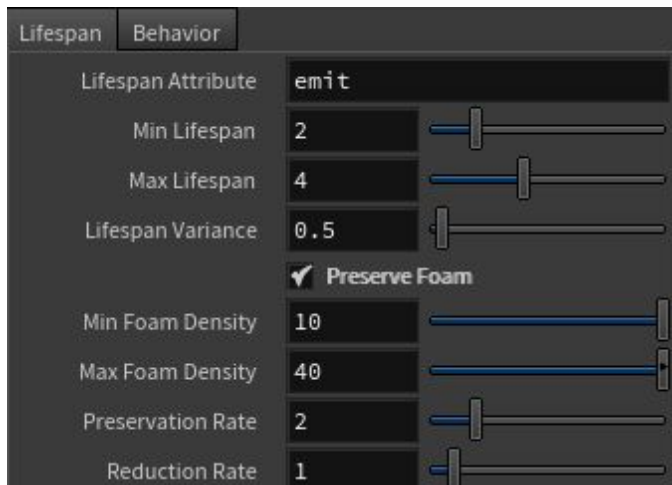 Lifespan Behavior
Lifespan Attribute emit
Min Lifespan 2
Max Lifespan 4
Lifespan Variance 0.5
Preserve Foam
Min Foam Density 10
Max Foam Density 40
Preservation Rate 2
Reduction Rate 1